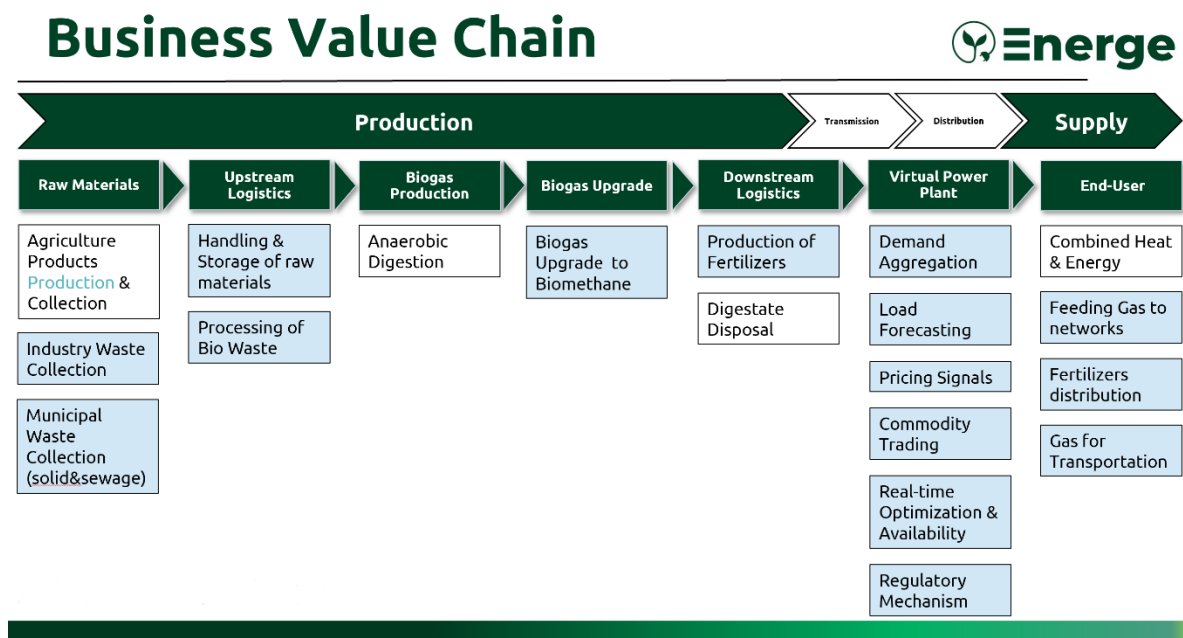 Business Value Chain
Energe
Production
Transmission
Distribution
Supply
Raw Materials
Upstream
Logistics
Biogas
Production
Biogas Upgrade
Downstream
Logistics
Virtual Power
Plant
End-User
Agriculture
Products
Production &
Collection
Industry Waste
Collection
Municipal
Waste
Collection
(solid&sewage)
Handling &
Storage of raw
materials
Processing of
Bio Waste
Anaerobic
Digestion
Biogas
Upgrade to
Biomethane
Production of
Fertilizers
Digestate
Disposal
Demand
Aggregation
Load
Forecasting
Pricing Signals
Commodity
Trading
Real-time
Optimization &
Availability
Regulatory
Mechanism
Combined Heat
& Energy
Feeding Gas to
networks
Fertilizers
distribution
Gas for
Transportation